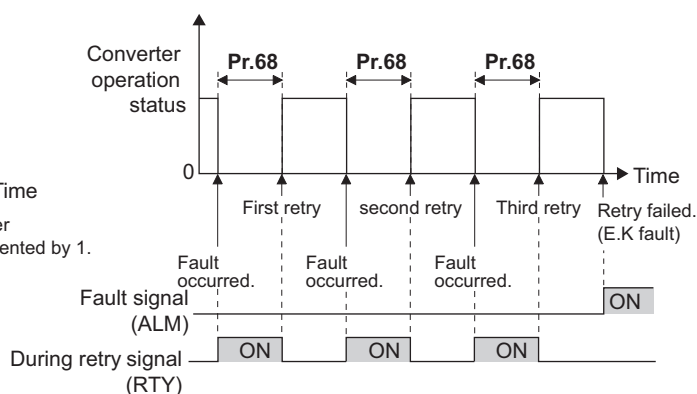 Converter
operation
status
Pr.68
Pr.68
Pr.68
0
Time
Time
er
ented by 1.
First retry
second retry
Third retry
Retry failed.
(E.K fault)
Fault
occurred.
Fault
occurred.
Fault
occurred.
Fault signal
(ALM)
ON
During retry signal
(RTY)
ON
ON
ON